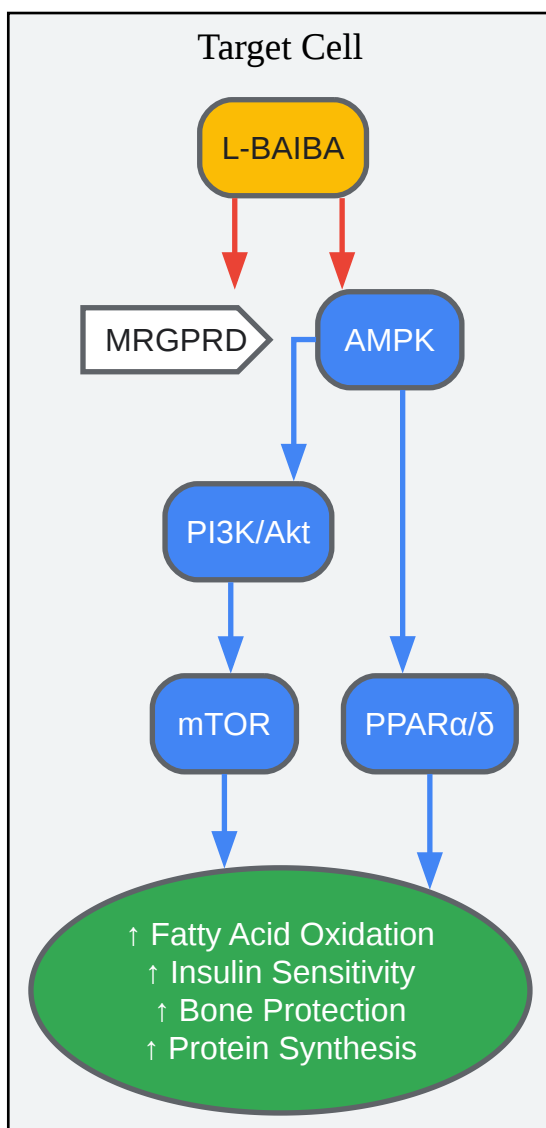 Target Cell
L-BAIBA
MRGPRD
AMPK
PI3K/Akt
mTOR
PPARα/δ
↑ Fatty Acid Oxidation
↑ Insulin Sensitivity
↑ Bone Protection
↑ Protein Synthesis